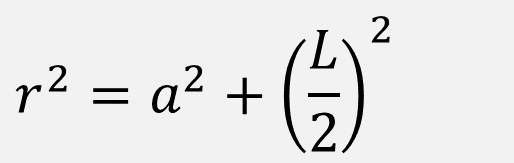 r² = a² + (L/2)²